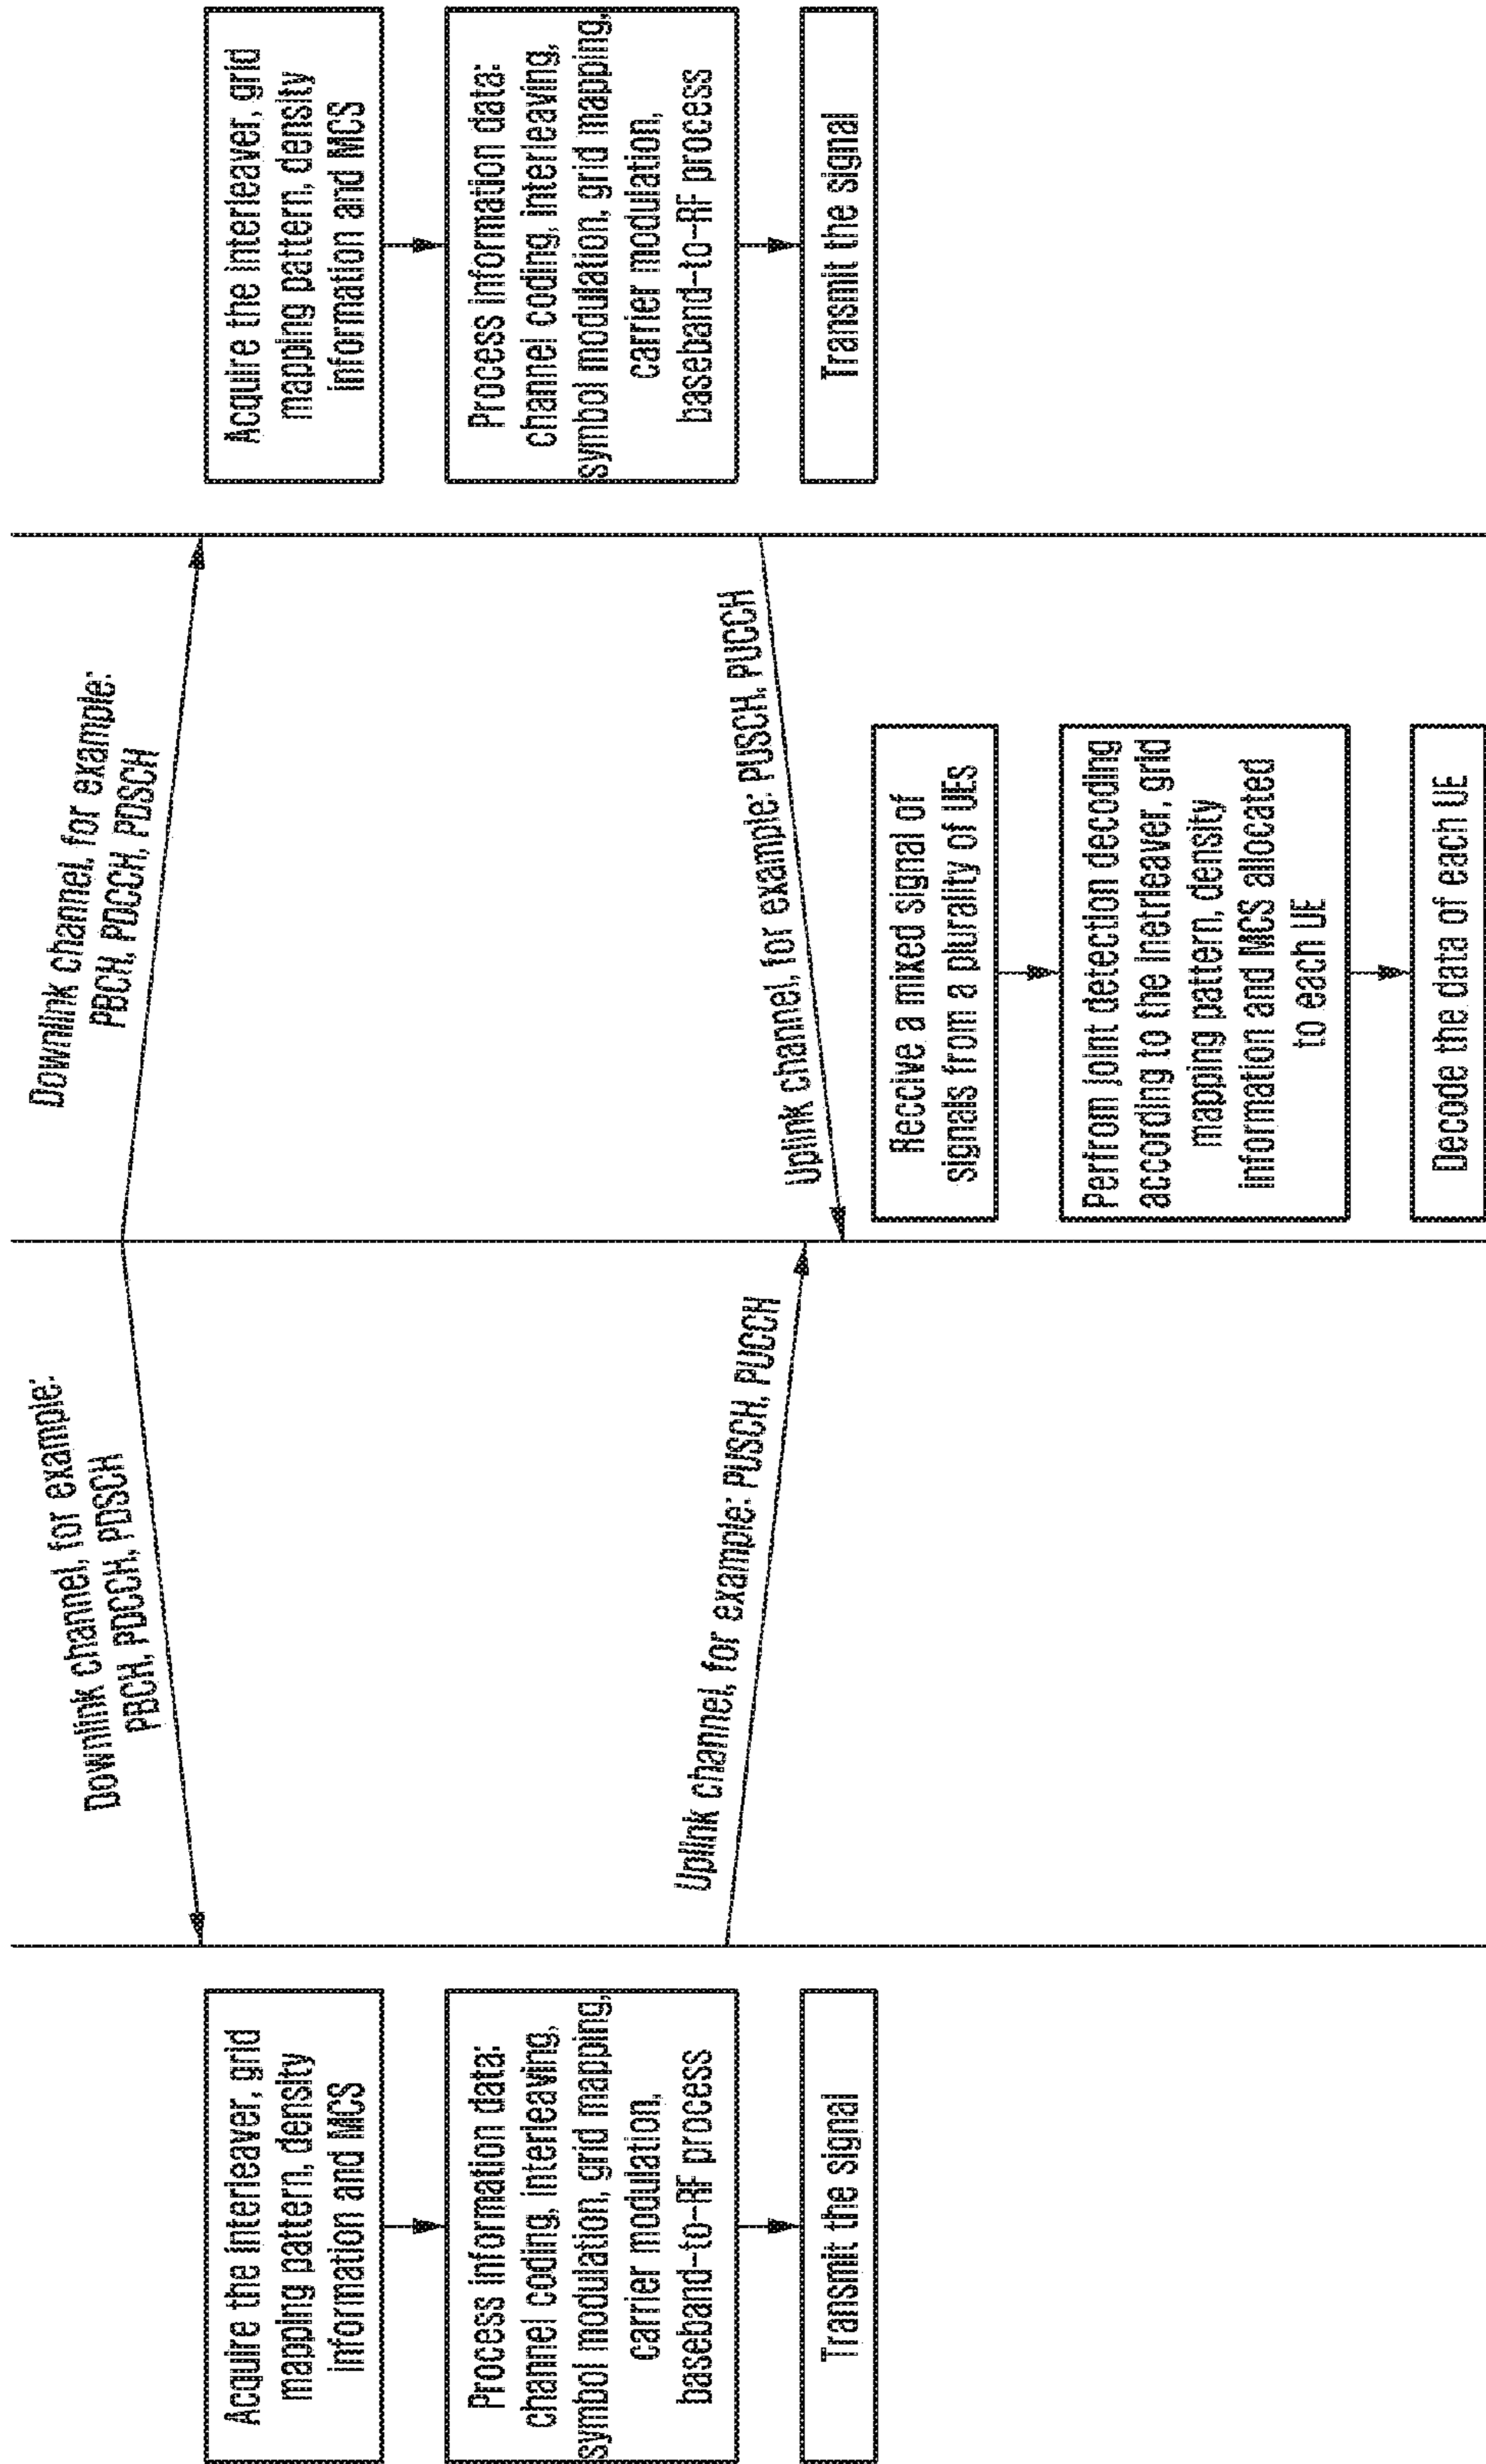 Downlink channel, for example:
PBCH, PDCCH, PDSCH
Downlink channel, for example:
PBCH, PDCCH, PDSCH
Acquire the interleaver, grid
mapping pattern, density
information and MCS
Process information data:
channel coding, interleaving,
symbol modulation, grid mapping,
carrier modulation,
baseband-to-RF process
Transmit the signal
Acquire the interleaver, grid
mapping pattern, density
information and MCS
Process information data:
channel coding, interleaving,
symbol modulation, grid mapping,
carrier modulation,
baseband-to-RF process
Transmit the signal
Uplink channel, for example: PUSCH, PUCCH
Uplink channel, for example: PUSCH, PUCCH
Receive a mixed signal of
signals from a plurality of UEs
Perfrom joint detection decoding
according to the inetrleaver, grid
mapping pattern, density
information and MCS allocated
to each UE
Decode the data of each UE